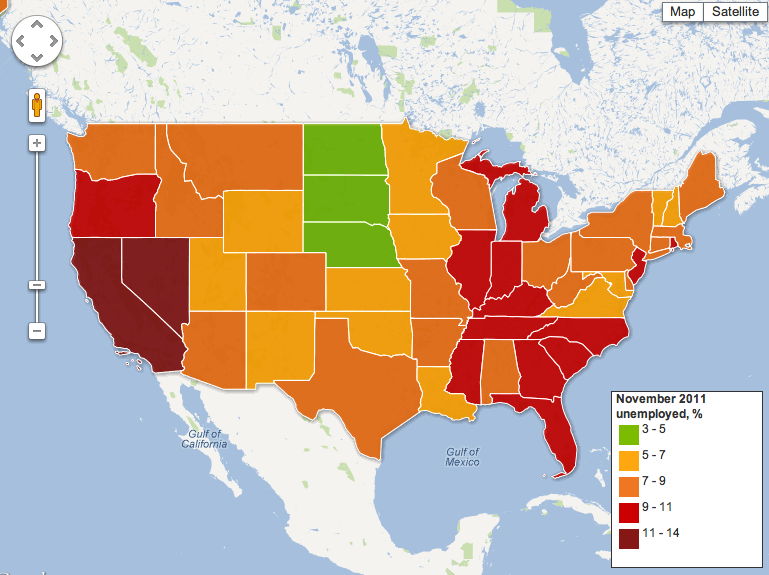 Map
Satellite
Gulf of
California
Gulf of
Mexico
November 2011
unemployed, %
3 - 5
5 - 7
7 - 9
9 - 11
11 - 14